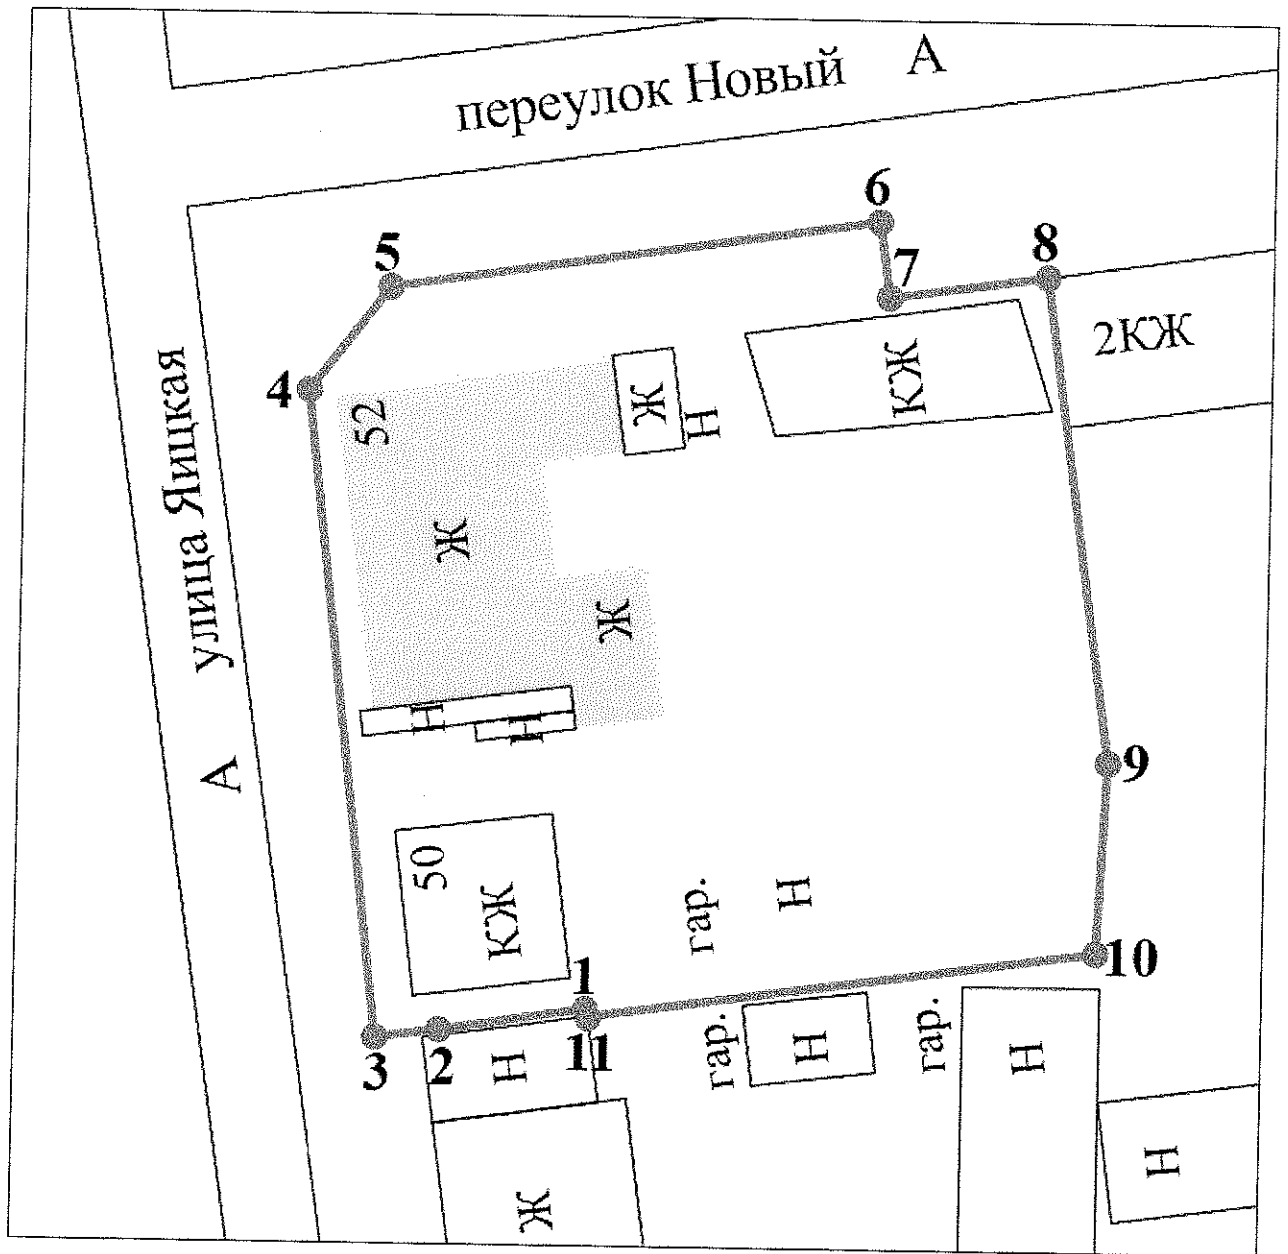 переулок Новый А
6
5
8
7
2КЖ
4
52
Ж
Н
КЖ
улица Яицкая
Ж
Ж
Н
Н
А
9
50
КЖ
гар.
Н
1
10
3
2
11
Н
гар.
Н
гар.
Н
Н
Ж